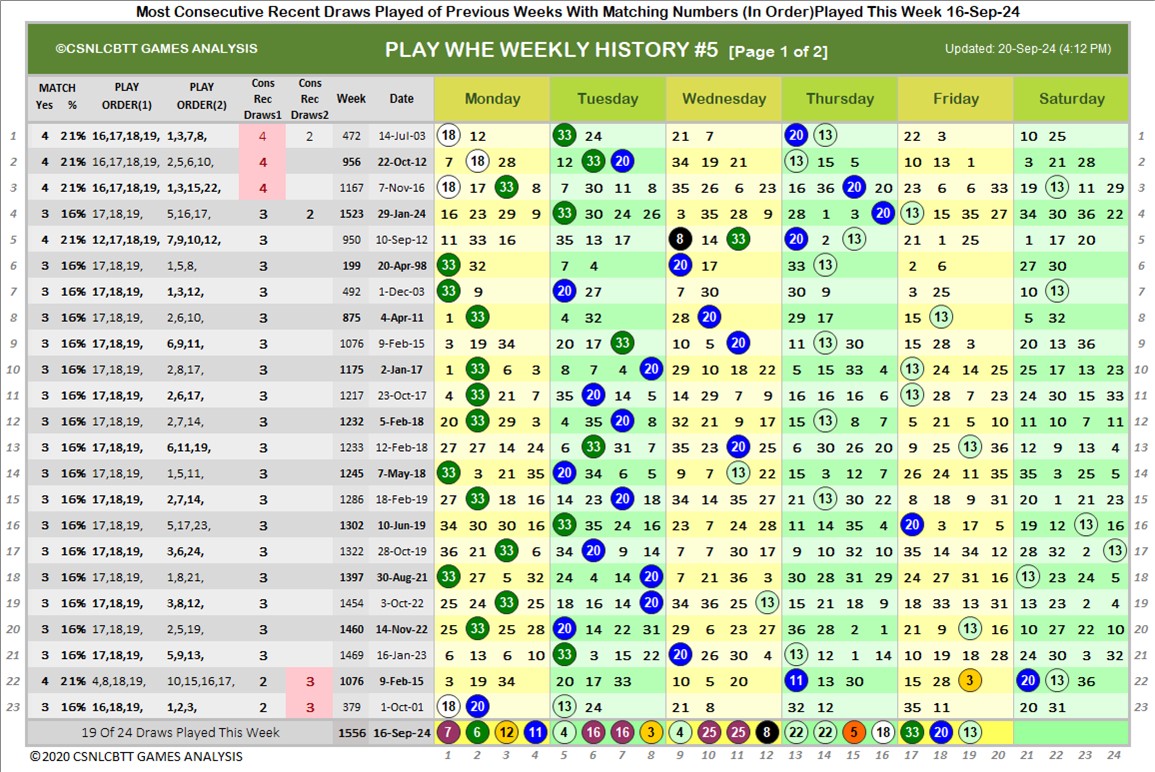 Most Consecutive Recent Draws Played of Previous Weeks With Matching Numbers (In Order)Played This Week 16-Sep-24
©CSNLCBTT GAMES ANALYSIS PLAY WHE WEEKLY HISTORY #5 [Page 1 of 2] Updated: 20-Sep-24 (4:12 PM)
MATCH PLAY PLAY Cons Cons
Yes % ORDER(1) ORDER(2) Rec Rec Week Date Monday Tuesday Wednesday Thursday Friday Saturday
Draws1 Draws2
1 4 21% 16,17,18,19, 1,3,7,8, 4 2 472 14-Jul-03 18 12 33 24 21 7 20 13 22 3 10 25 1
2 4 21% 16,17,18,19, 2,5,6,10, 4 956 22-Oct-12 7 18 28 12 33 20 34 19 21 13 15 5 10 13 1 3 21 28 2
3 4 21% 16,17,18,19, 1,3,15,22, 4 1167 7-Nov-16 18 17 33 8 7 30 11 8 35 26 6 23 16 36 20 20 23 6 6 33 19 13 11 29 3
4 3 16% 17,18,19, 5,16,17, 3 2 1523 29-Jan-24 16 23 29 9 33 30 24 26 3 35 28 9 28 1 3 20 13 15 35 27 34 30 36 22 4
5 4 21% 12,17,18,19, 7,9,10,12, 3 950 10-Sep-12 11 33 16 35 13 17 8 14 33 20 2 13 21 1 25 1 17 20 5
6 3 16% 17,18,19, 1,5,8, 3 199 20-Apr-98 33 32 7 4 20 17 33 13 2 6 27 30 6
7 3 16% 17,18,19, 1,3,12, 3 492 1-Dec-03 33 9 20 27 7 30 30 9 3 25 10 13 7
8 3 16% 17,18,19, 2,6,10, 3 875 4-Apr-11 1 33 4 32 28 20 29 17 15 13 5 32 8
9 3 16% 17,18,19, 6,9,11, 3 1076 9-Feb-15 3 19 34 20 17 33 10 5 20 11 13 30 15 28 3 20 13 36 9
10 3 16% 17,18,19, 2,8,17, 3 1175 2-Jan-17 1 33 6 3 8 7 4 20 29 10 18 22 5 15 33 4 13 24 14 25 25 17 13 23 10
11 3 16% 17,18,19, 2,6,17, 3 1217 23-Oct-17 4 33 21 7 35 20 14 5 14 29 7 9 16 16 16 6 13 28 7 23 24 30 15 33 11
12 3 16% 17,18,19, 2,7,14, 3 1232 5-Feb-18 20 33 29 3 4 35 20 8 32 21 9 17 15 13 8 7 5 21 5 10 11 10 7 11 12
13 3 16% 17,18,19, 6,11,19, 3 1233 12-Feb-18 27 27 14 24 6 33 31 7 35 23 20 25 6 30 26 20 9 25 13 36 12 9 13 4 13
14 3 16% 17,18,19, 1,5,11, 3 1245 7-May-18 33 3 21 35 20 34 6 5 9 7 13 22 15 3 12 7 26 24 11 35 35 3 25 5 14
15 3 16% 17,18,19, 2,7,14, 3 1286 18-Feb-19 27 33 18 16 14 23 20 18 34 14 35 27 21 13 30 22 8 18 9 31 20 1 21 23 15
16 3 16% 17,18,19, 5,17,23, 3 1302 10-Jun-19 34 30 30 16 33 35 24 16 23 7 24 28 11 14 35 4 20 3 17 5 19 12 23 16 16
17 3 16% 17,18,19, 3,6,24, 3 1322 28-Oct-19 36 21 33 6 34 20 9 14 7 7 30 17 9 10 32 10 35 14 34 12 28 32 2 13 17
18 3 16% 17,18,19, 1,8,21, 3 1397 30-Aug-21 33 27 5 32 24 4 14 20 7 21 36 3 30 28 31 29 24 27 31 16 13 23 24 5 18
19 3 16% 17,18,19, 3,8,12, 3 1454 3-Oct-22 25 24 33 25 18 16 14 20 34 36 25 13 15 21 18 9 18 33 13 31 13 23 2 4 19
20 3 16% 17,18,19, 2,5,19, 3 1460 14-Nov-22 25 33 25 28 20 14 22 31 29 6 23 27 36 28 2 1 21 9 13 16 10 27 22 10 20
21 3 16% 17,18,19, 5,9,13, 3 1469 16-Jan-23 6 13 6 10 33 3 15 22 20 26 30 4 13 12 1 14 10 19 18 28 24 30 3 32 21
22 4 21% 4,8,18,19, 10,15,16,17, 2 3 1076 9-Feb-15 3 19 34 20 17 33 10 5 20 11 13 30 15 28 3 20 13 36 22
23 3 16% 16,18,19, 1,2,3, 2 3 379 1-Oct-01 18 20 13 24 21 8 32 12 35 11 20 31 23
19 Of 24 Draws Played This Week 1556 16-Sep-24 7 6 12 11 4 16 16 3 4 25 25 8 22 22 5 18 33 20 13
©2020 CSNLCBTT GAMES ANALYSIS 1 2 3 4 5 6 7 8 9 10 11 12 13 14 15 16 17 18 19 20 21 22 23 24